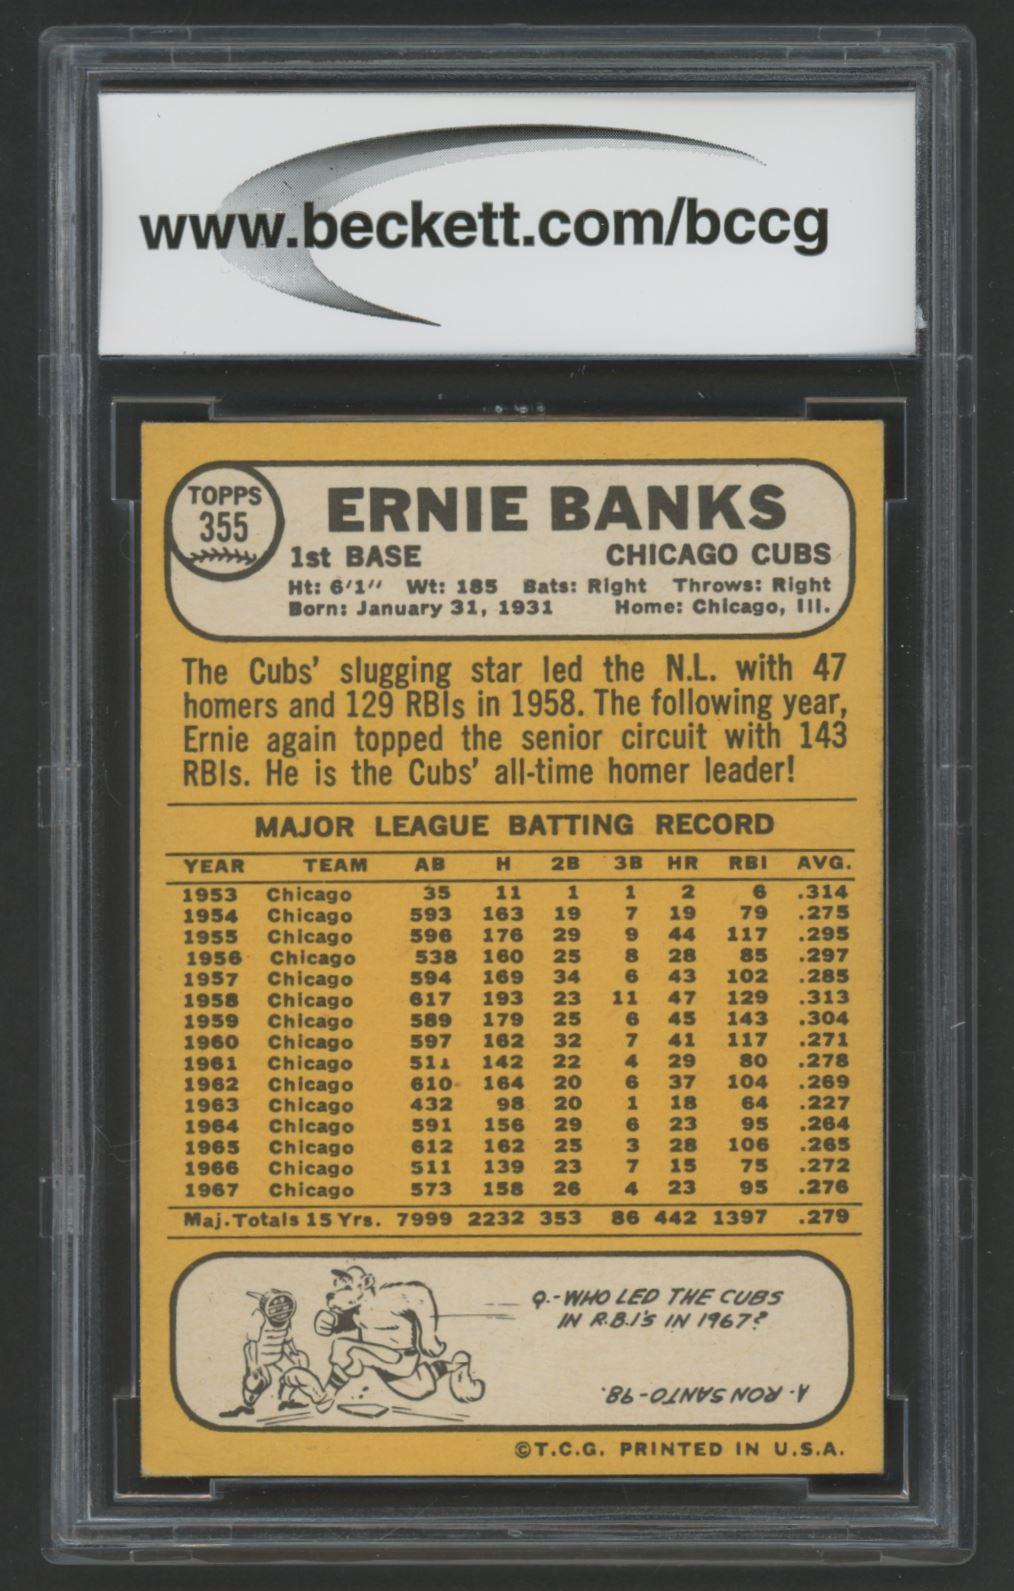 www.beckett.com/bccg
TOPPS
355
ERNIE BANKS
1st BASE CHICAGO CUBS
Ht: 6'1" Wt: 185 Bats: Right Throws: Right
Born: January 31, 1931 Home: Chicago, Ill.
The Cubs' slugging star led the N.L. with 47
homers and 129 RBIs in 1958. The following year,
Ernie again topped the senior circuit with 143
RBIs. He is the Cubs' all-time homer leader!
MAJOR LEAGUE BATTING RECORD
YEAR TEAM AB H 2B 3B HR RBI AVG.
1953 Chicago 35 11 1 1 2 6 .314
1954 Chicago 593 163 19 7 19 79 .275
1955 Chicago 596 176 29 9 44 117 .295
1956 Chicago 538 160 25 8 28 85 .297
1957 Chicago 594 169 34 6 43 102 .285
1958 Chicago 617 193 23 11 47 129 .313
1959 Chicago 589 179 25 6 45 143 .304
1960 Chicago 597 162 32 7 41 117 .271
1961 Chicago 511 142 22 4 29 80 .278
1962 Chicago 610 164 20 6 37 104 .269
1963 Chicago 432 98 20 1 18 64 .227
1964 Chicago 591 156 29 6 23 95 .264
1965 Chicago 612 162 25 3 28 106 .265
1966 Chicago 511 139 23 7 15 75 .272
1967 Chicago 573 158 26 4 23 95 .276
Maj.Totals 15 Yrs. 7999 2232 353 86 442 1397 .279
Q.-WHO LED THE CUBS
IN R.B.I'S IN 1967?
A.-RON SANTO-98.
©T.C.G. PRINTED IN U.S.A.